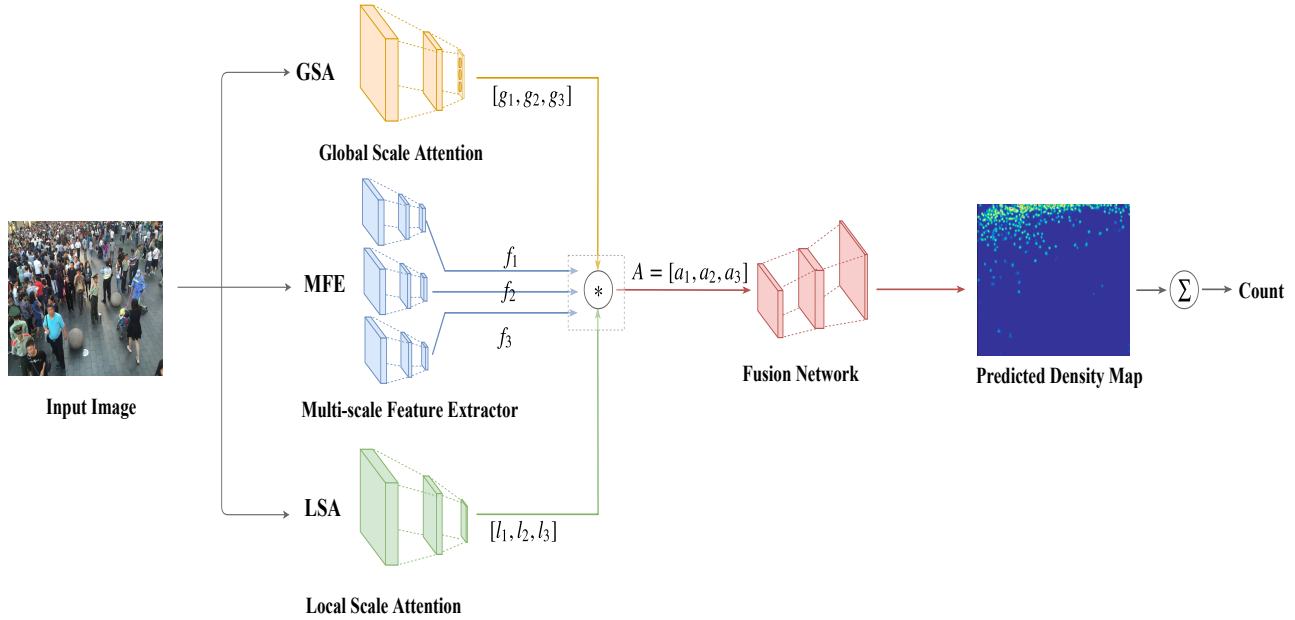 GSA
[g₁, g₂, g₃]
Global Scale Attention
MFE
f₁
f₂
f₃
*
A = [a₁, a₂, a₃]
Σ
Count
Input Image
Multi-scale Feature Extractor
Fusion Network
Predicted Density Map
LSA
[l₁, l₂, l₃]
Local Scale Attention